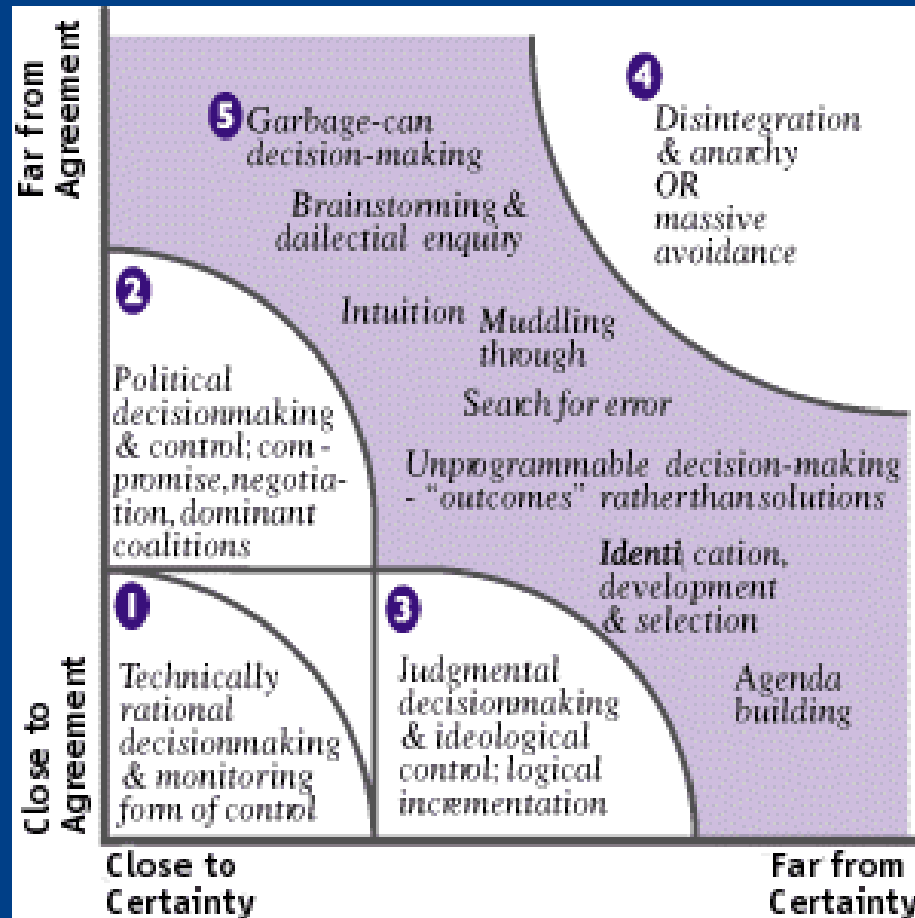 Far from
Agreement
5
Garbage-can
decision-making
Brainstorming &
dailectial enquiry
Intuition
Muddling
through
Search for error
Unprogrammable decision-making
- "outcomes" ratherthansolutions
Identi, cation,
development
& selection
Agenda
building
4
Disintegration
& anarchy
OR
massive
avoidance
2
Political
decisionmaking
& control; com-
promise, negotia-
tion, dominant
coalitions
1
Technically
rational
decisionmaking
& monitoring
form of control
3
Judgmental
decisionmaking
& ideological
control; logical
incrementation
Close to
Agreement
Close to
Certainty
Far from
Certainty